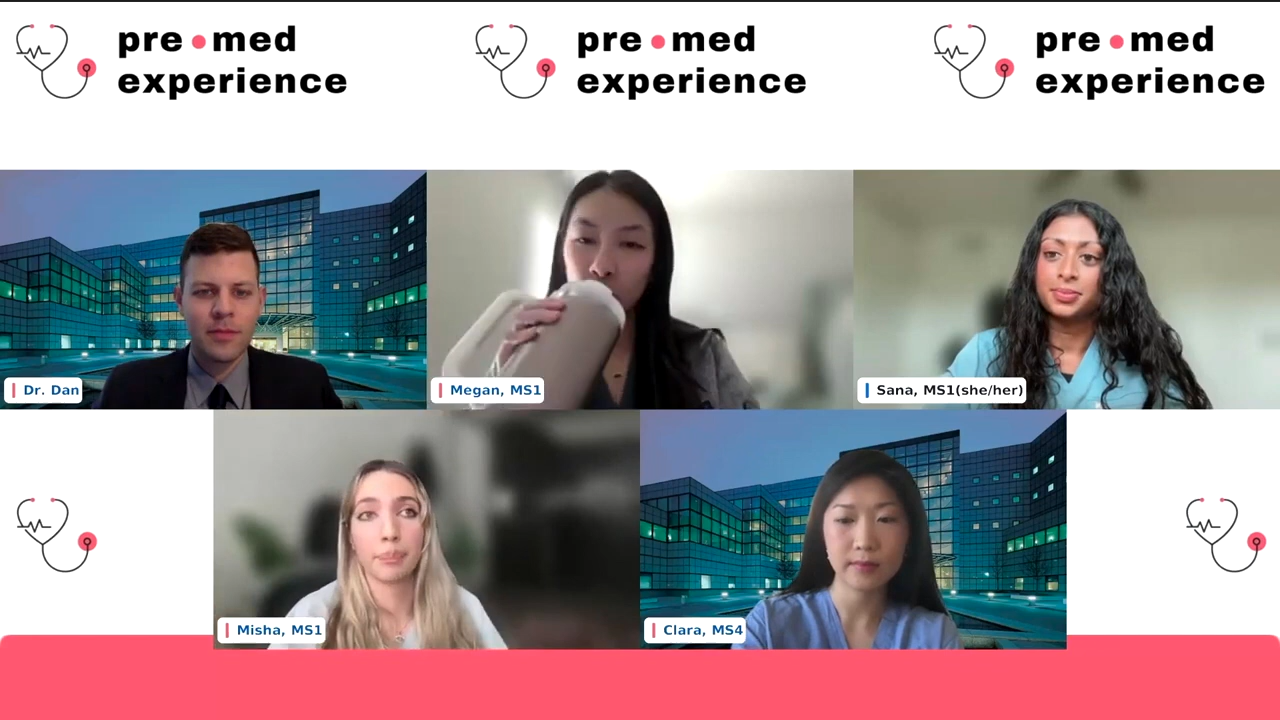 pre med
experience
pre med
experience
pre med
experience
Dr. Dan
Megan, MS1
Sana, MS1(she/her)
Misha, MS1
Clara, MS4